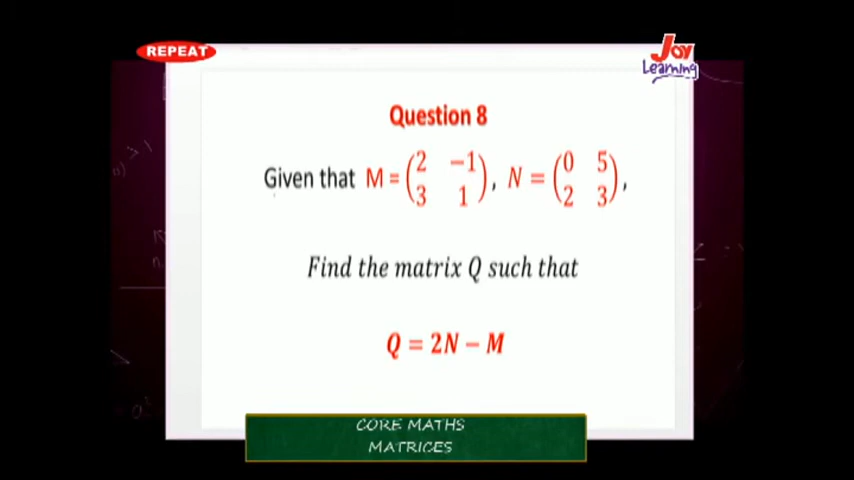 REPEAT
Joy
Learning
Question 8
Given that M = (2 −1
3 1), N = (0 5
2 3),
Find the matrix Q such that
Q = 2N − M
CORE MATHS
MATRICES